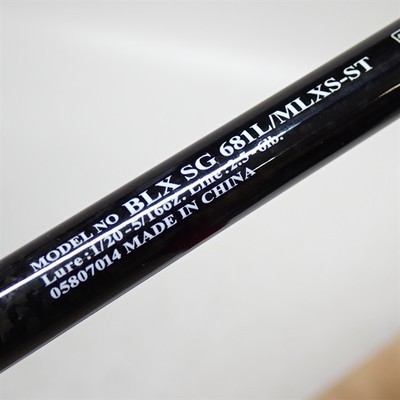 MODEL NO BLX SG 681L/MLXS-ST
Lure:1/20-5/16oz. Line:2.5-6lb.
05807014 MADE IN CHINA